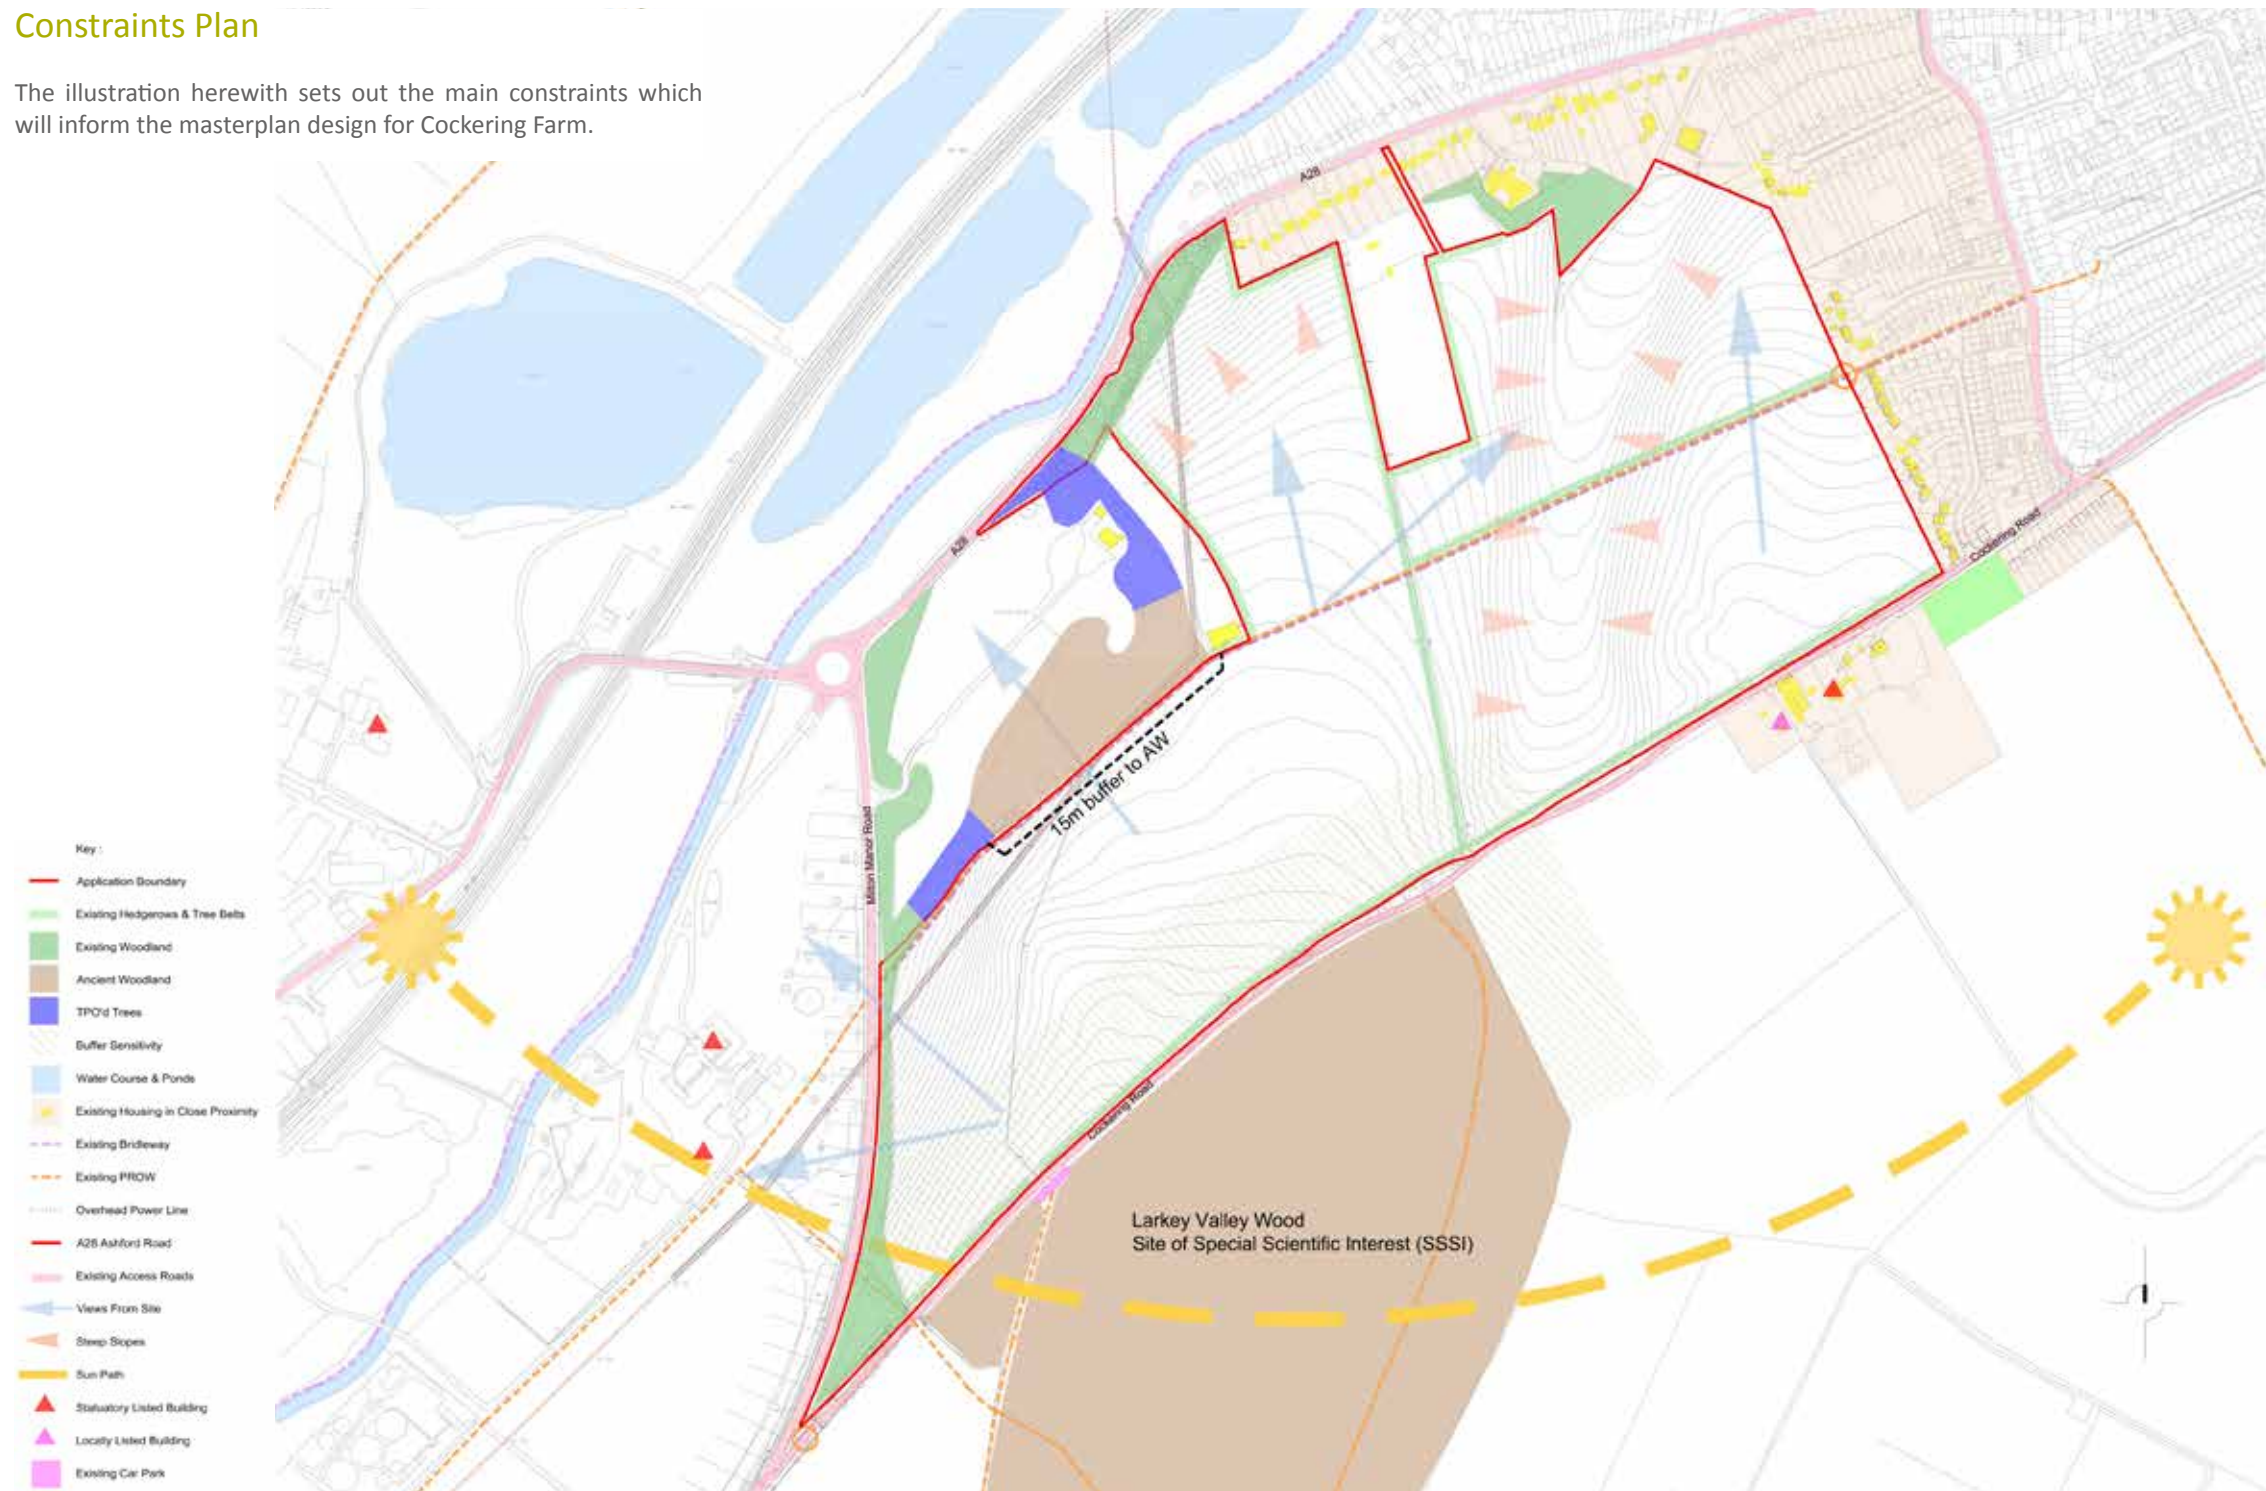 Constraints Plan
The illustration herewith sets out the main constraints which
will inform the masterplan design for Cockering Farm.
A28
A28
Cockering Road
15m buffer to AW
Milton Manor Road
Cockering Road
Larkey Valley Wood
Site of Special Scientific Interest (SSSI)
Key :
Application Boundary
Existing Hedgerows & Tree Belts
Existing Woodland
Ancient Woodland
TPO'd Trees
Buffer Sensitivity
Water Course & Ponds
Existing Housing in Close Proximity
Existing Bridleway
Existing PROW
Overhead Power Line
A28 Ashford Road
Existing Access Roads
Views From Site
Steep Slopes
Sun Path
Statuatory Listed Building
Locally Listed Building
Existing Car Park